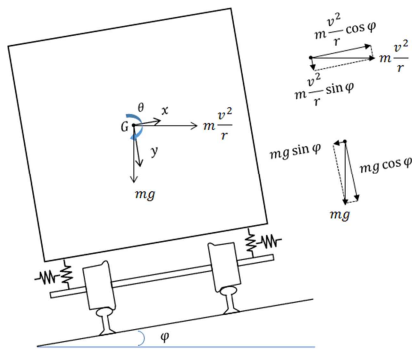 m v²/r cos φ
m v²/r
m v²/r sin φ
θ
x
G
m v²/r
y
mg
mg sin φ
mg cos φ
mg
φ